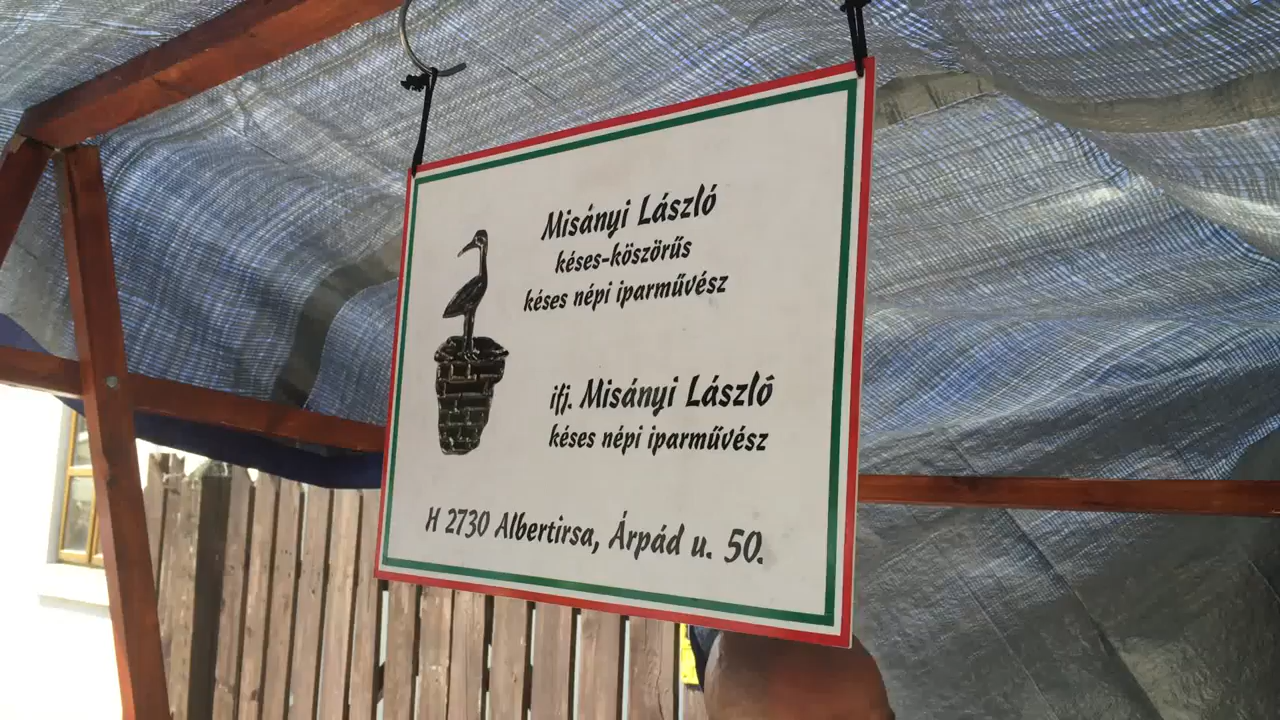 Misányi László
késes-köszörűs
késes népi iparművész
ifj. Misányi László
késes népi iparművész
H 2730 Albertirsa, Árpád u. 50.